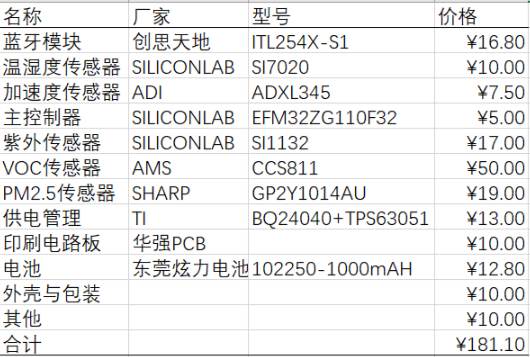 名称 厂家 型号 价格
蓝牙模块 创思天地 ITL254X-S1 ¥16.80
温湿度传感器 SILICONLAB SI7020 ¥10.00
加速度传感器 ADI ADXL345 ¥7.50
主控制器 SILICONLAB EFM32ZG110F32 ¥5.00
紫外传感器 SILICONLAB SI1132 ¥17.00
VOC传感器 AMS CCS811 ¥50.00
PM2.5传感器 SHARP GP2Y1014AU ¥19.00
供电管理 TI BQ24040+TPS63051 ¥13.00
印刷电路板 华强PCB ¥10.00
电池 东莞炫力电池 102250-1000mAH ¥12.80
外壳与包装 ¥10.00
其他 ¥10.00
合计 ¥181.10